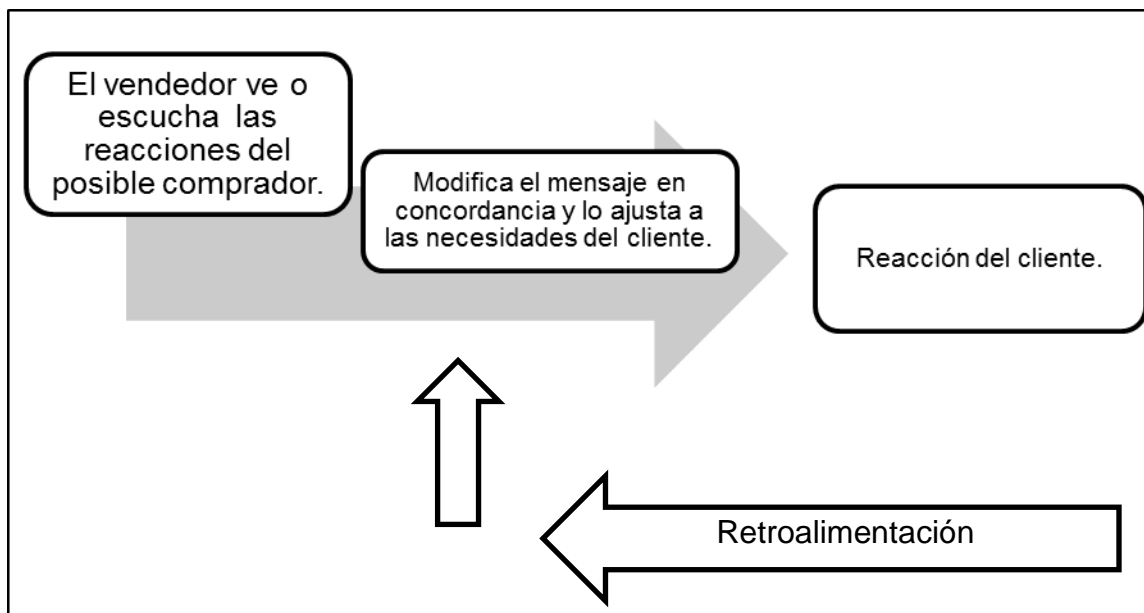 El vendedor ve o
escucha las
reacciones del
posible comprador.
Modifica el mensaje en
concordancia y lo ajusta a
las necesidades del cliente.
Reacción del cliente.
Retroalimentación